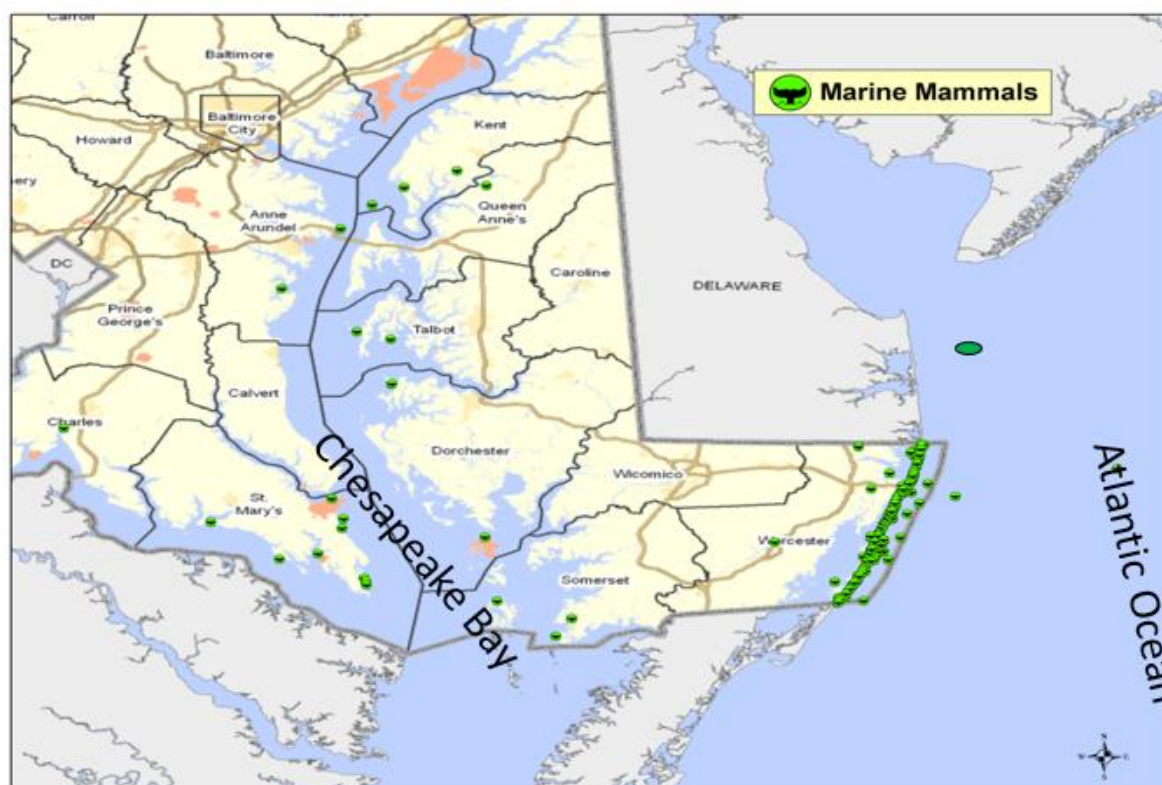 Carroll
Baltimore
Marine Mammals
Baltimore
City
Kent
Howard
Queen
Anne's
Anne
Arundel
DC
Caroline
DELAWARE
Prince
George's
Talbot
Calvert
Charles
Chesapeake Bay
Dorchester
Wicomico
Atlantic Ocean
St.
Mary's
Worcester
Somerset
N
S